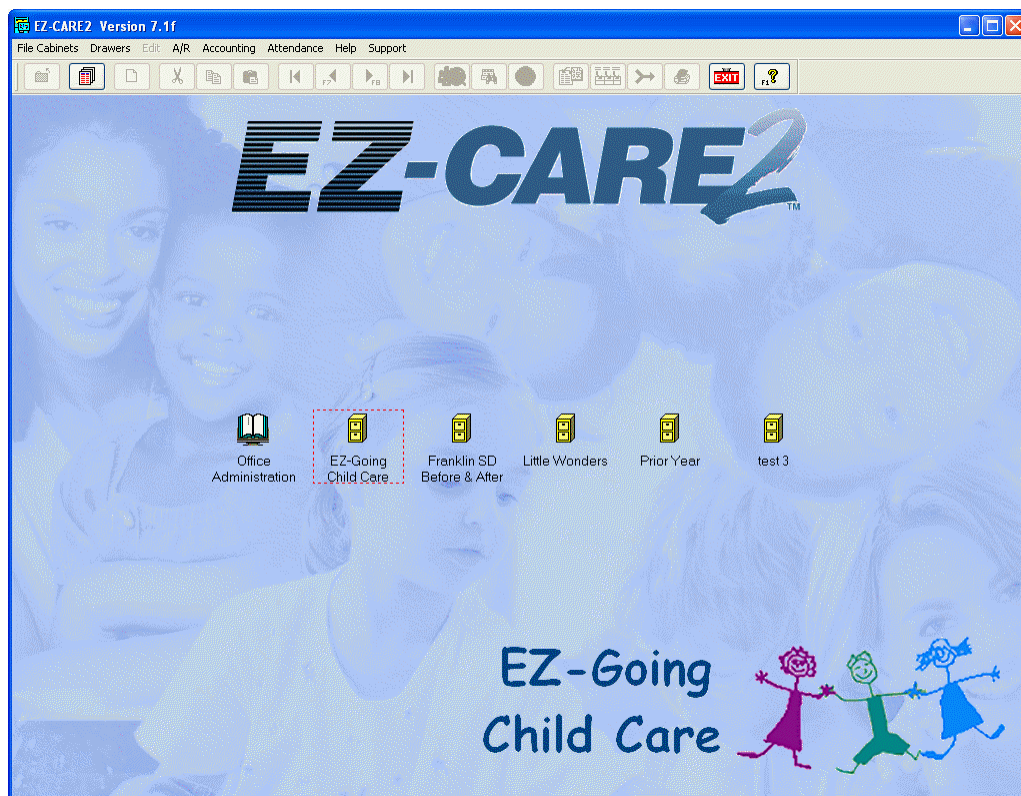 EZ-CARE2 Version 7.1f
File Cabinets Drawers Edit A/R Accounting Attendance Help Support
F7 F8 EXIT F1 ?
EZ-CARE2 TM
Office
Administration
EZ-Going
Child Care
Franklin SD
Before & After
Little Wonders
Prior Year
test 3
EZ-Going
Child Care